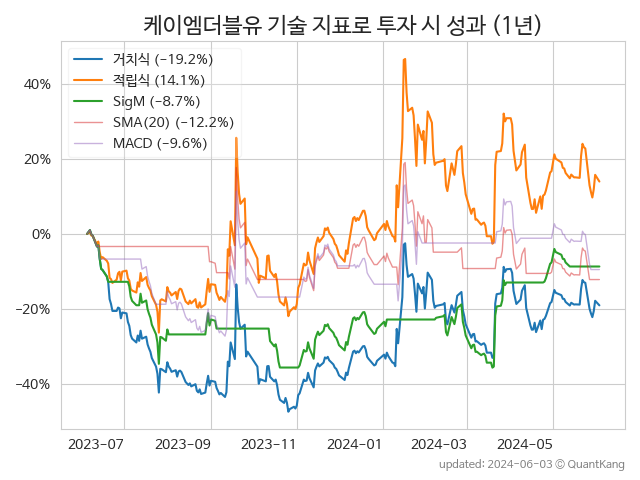 케이엠더블유 기술 지표로 투자 시 성과 (1년)
거치식 (−19.2%)
적립식 (14.1%)
SigM (−8.7%)
SMA(20) (−12.2%)
MACD (−9.6%)
40%
20%
0%
−20%
−40%
2023−07 2023−09 2023−11 2024−01 2024−03 2024−05
updated: 2024−06−03 ⓒ QuantKang